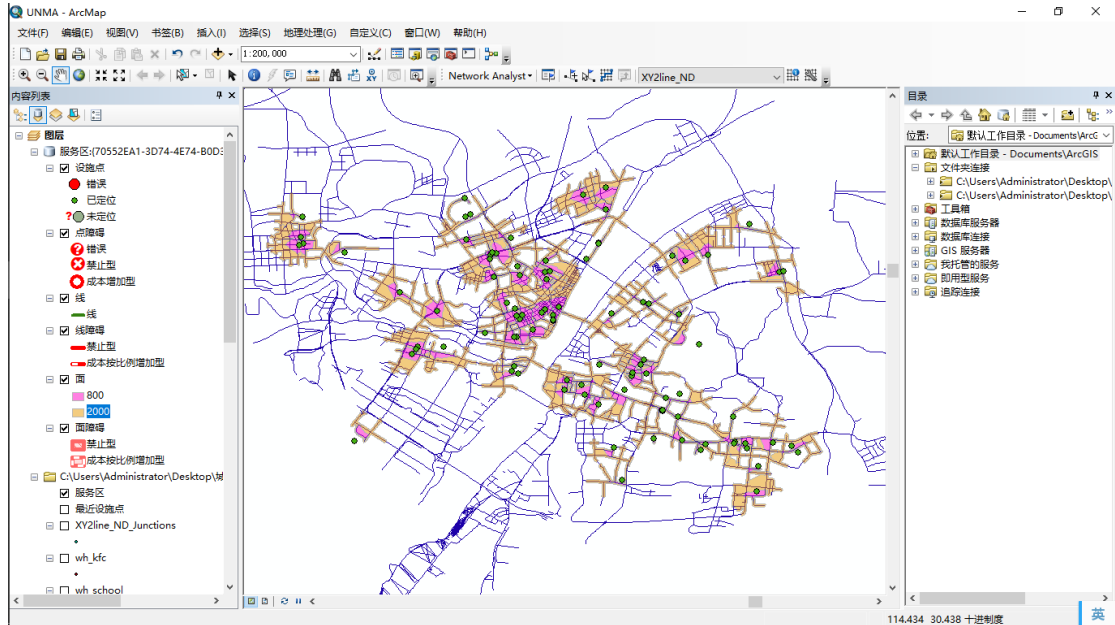 UNMA - ArcMap
文件(F) 编辑(E) 视图(V) 书签(B) 插入(I) 选择(S) 地理处理(G) 自定义(C) 窗口(W) 帮助(H)
1:200,000
Network Analyst XY2line_ND
内容列表
图层
服务区:(70552EA1-3D74-4E74-B0D3
设施点
错误
已定位
未定位
点障碍
错误
禁止型
成本增加型
线
线
线障碍
禁止型
成本按比例增加型
面
800
2000
面障碍
禁止型
成本按比例增加型
C:\Users\Administrator\Desktop\城
服务区
最近设施点
XY2line_ND_Junctions
wh_kfc
wh_school
目录
位置: 默认工作目录 - Documents\ArcG
默认工作目录 - Documents\ArcGIS
文件夹连接
C:\Users\Administrator\Desktop\
C:\Users\Administrator\Desktop\
工具箱
数据库服务器
数据库连接
GIS 服务器
我托管的服务
即用型服务
追踪连接
114.434 30.438 十进制度
英